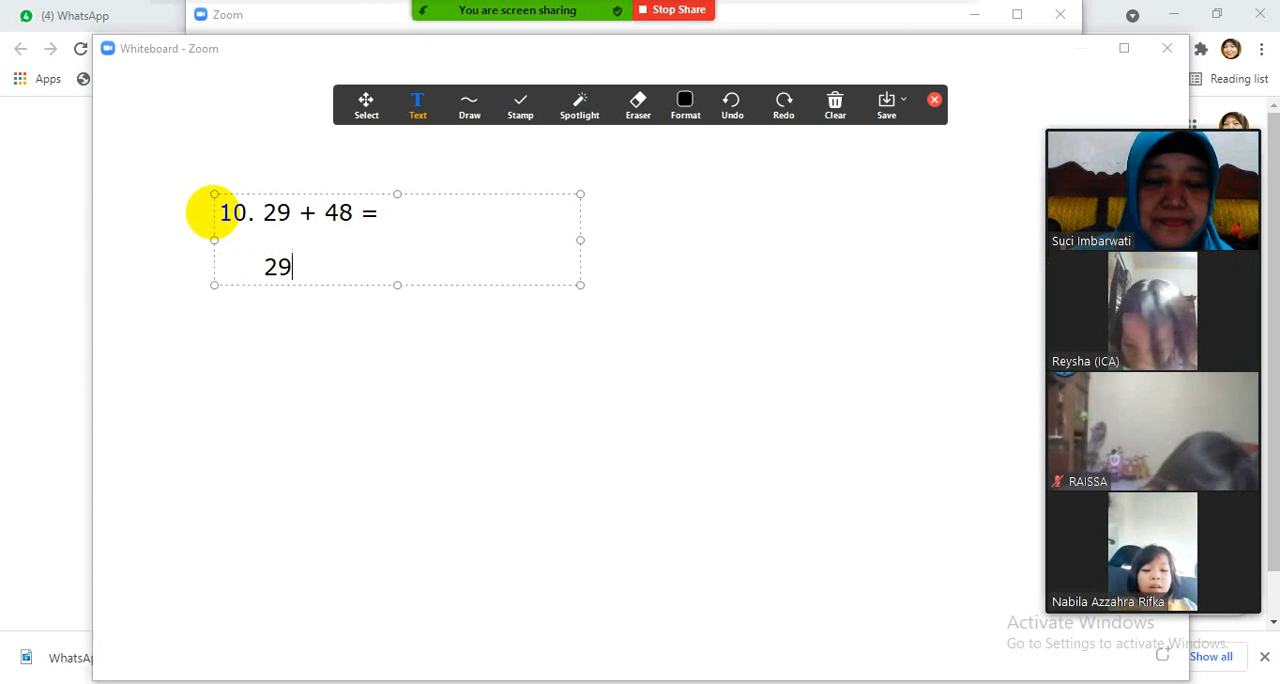 (4) WhatsApp
Zoom
You are screen sharing
Stop Share
Whiteboard - Zoom
Apps
Reading list
Select
Text
Draw
Stamp
Spotlight
Eraser
Format
Undo
Redo
Clear
Save
10. 29 + 48 =
29
Suci Imbarwati
Reysha (ICA)
RAISSA
Nabila Azzahra Rifka
Activate Windows
Go to Settings to activate Windows.
WhatsAp
Show all